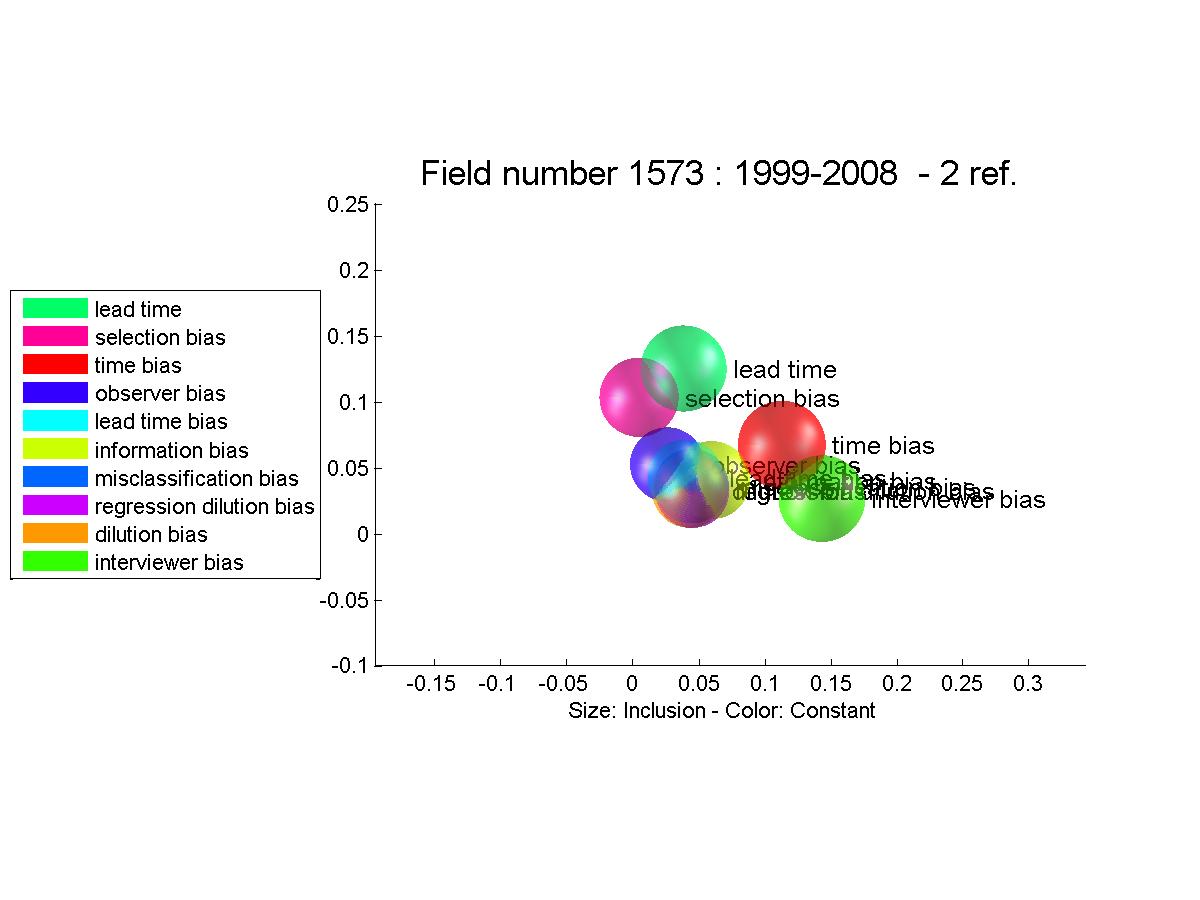 Field number 1573 : 1999-2008 - 2 ref.
0.25
0.2
0.15
0.1
0.05
0
-0.05
-0.1
lead time
selection bias
time bias
observer bias
lead time bias
information bias
misclassification bias
regression dilution bias
dilution bias
interviewer bias
lead time
selection bias
time bias
observer bias
lead time bias
interviewer bias
-0.15 -0.1 -0.05 0 0.05 0.1 0.15 0.2 0.25 0.3
Size: Inclusion - Color: Constant